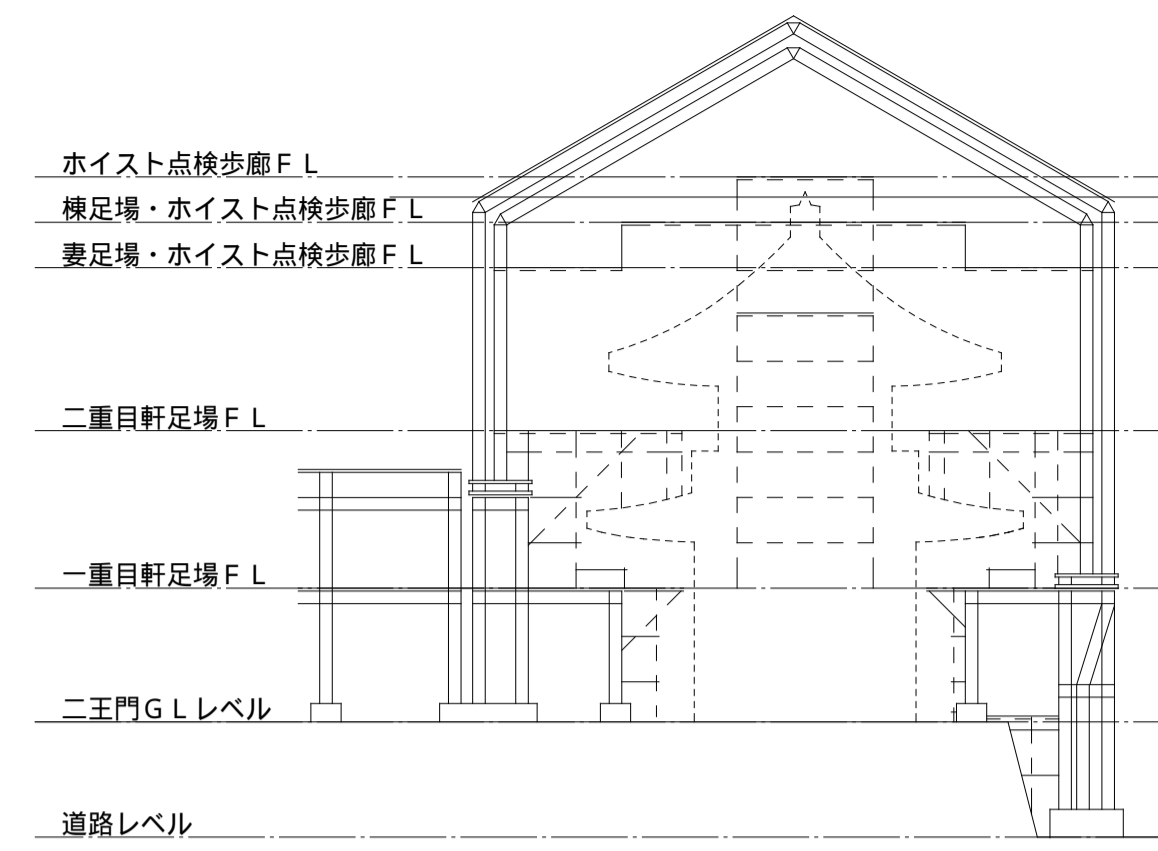 ホイスト点検歩廊ＦＬ
棟足場・ホイスト点検歩廊ＦＬ
妻足場・ホイスト点検歩廊ＦＬ
二重目軒足場ＦＬ
一重目軒足場ＦＬ
二王門ＧＬレベル
道路レベル